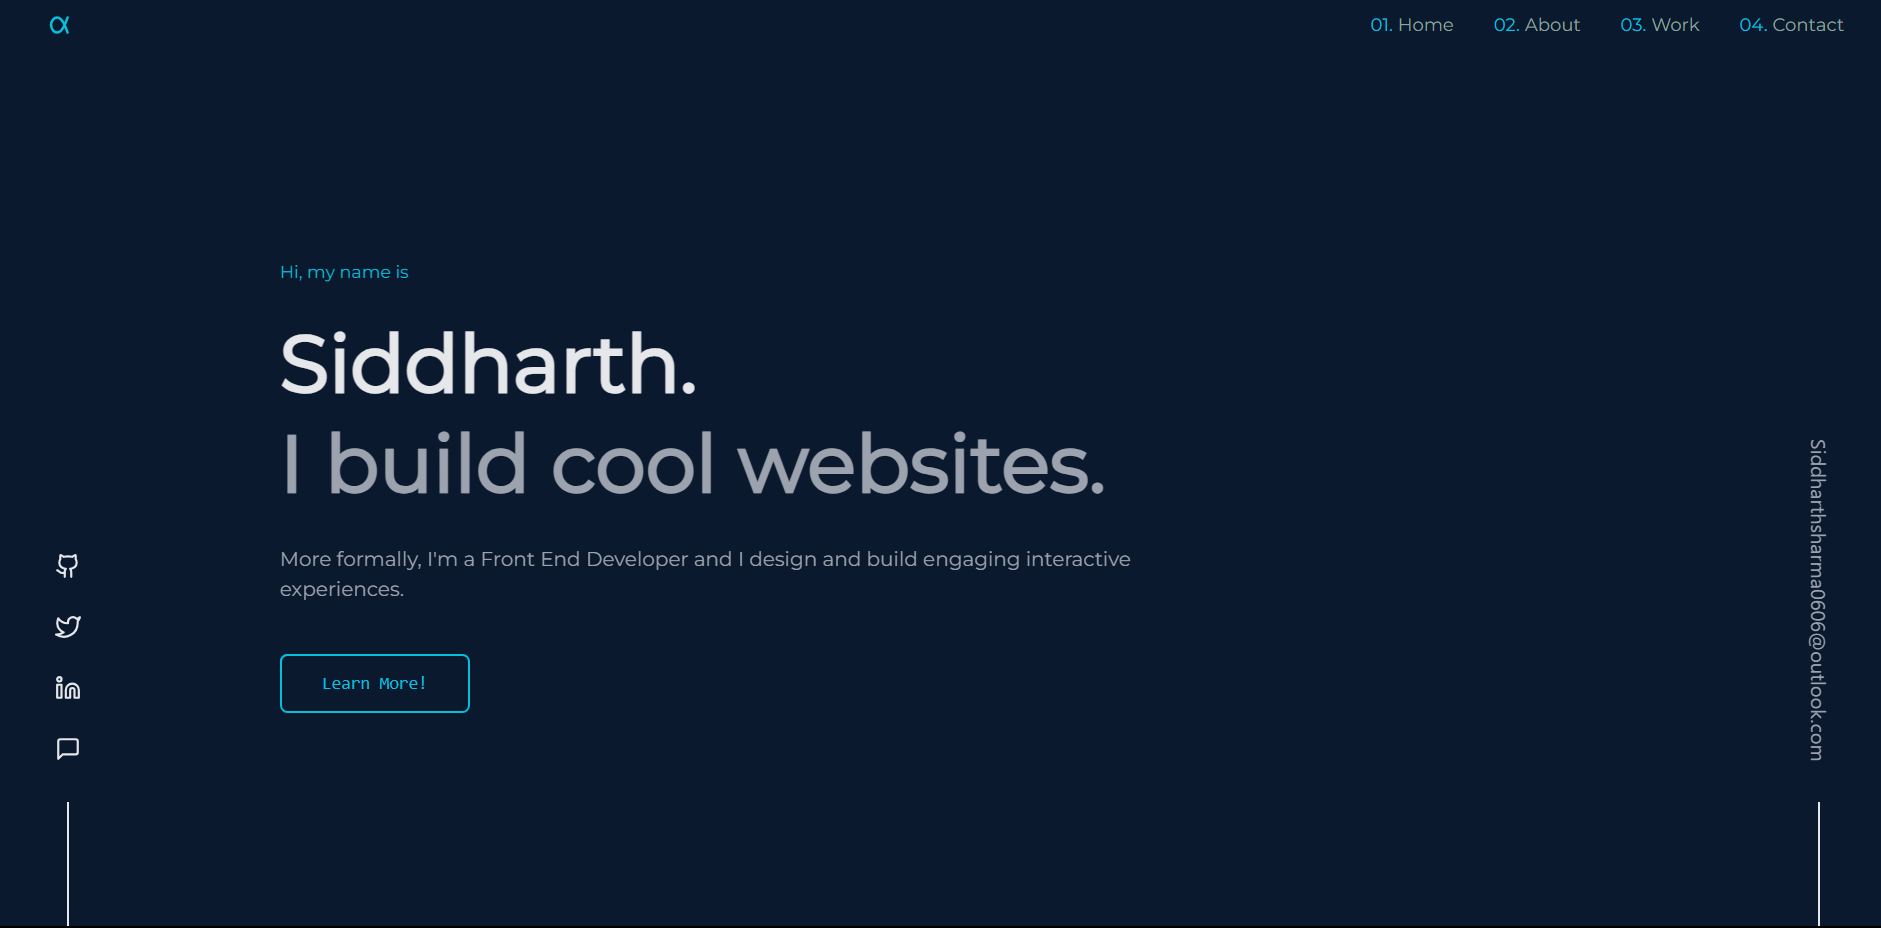 α
01. Home 02. About 03. Work 04. Contact
Hi, my name is
Siddharth.
I build cool websites.
More formally, I'm a Front End Developer and I design and build engaging interactive
experiences.
Learn More!
in
Siddharthsharma0606@outlook.com